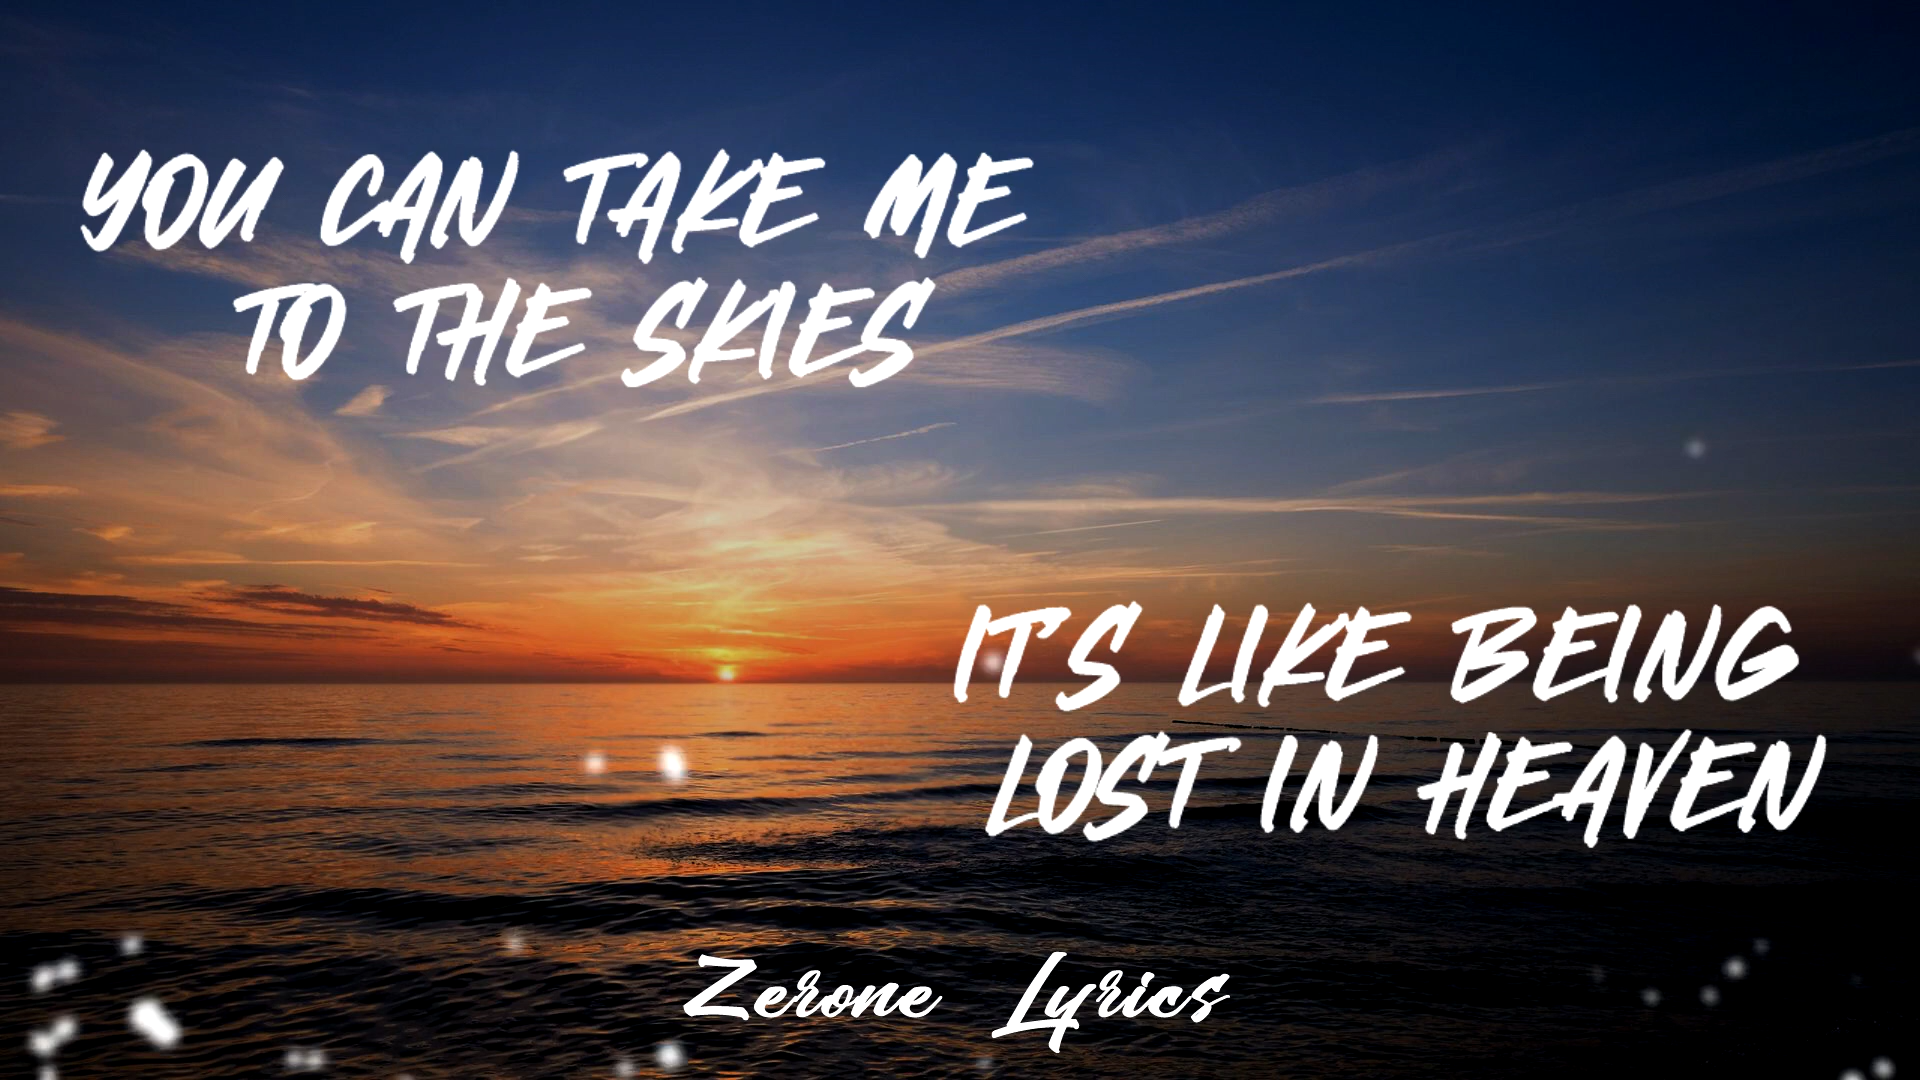 YOU CAN TAKE ME
TO THE SKIES
IT'S LIKE BEING
LOST IN HEAVEN
Zerone Lyrics